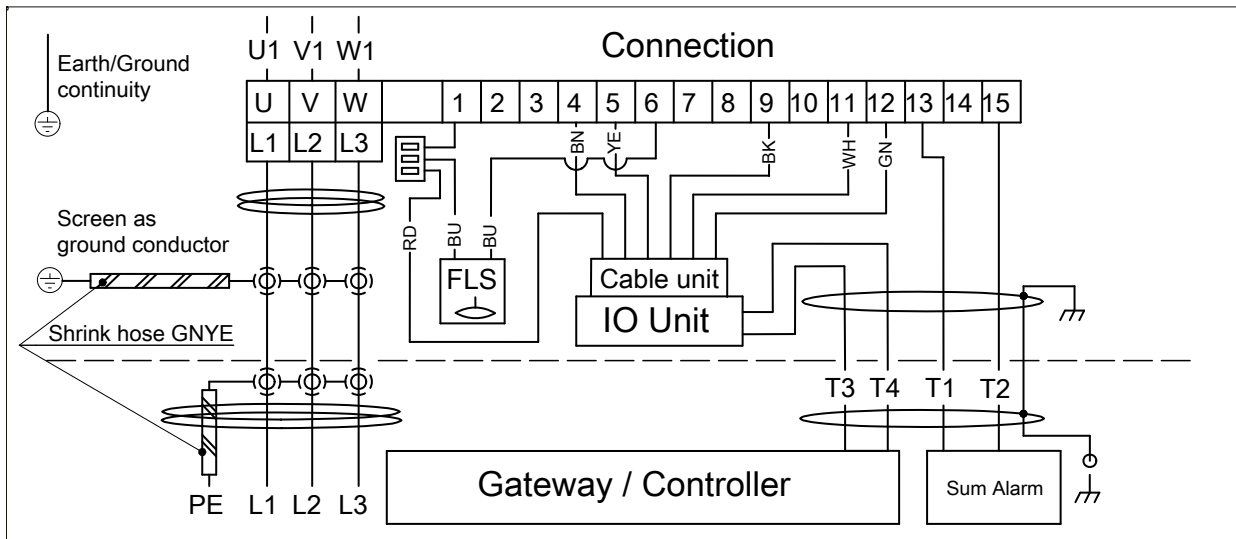 U1 V1 W1
Connection
Earth/Ground
continuity
U V W 1 2 3 4 5 6 7 8 9 10 11 12 13 14 15
L1 L2 L3
BN YE BK WH GN
Screen as
ground conductor
RD BU BU
FLS
Cable unit
IO Unit
Shrink hose GNYE
T3 T4 T1 T2
Gateway / Controller
Sum Alarm
PE L1 L2 L3